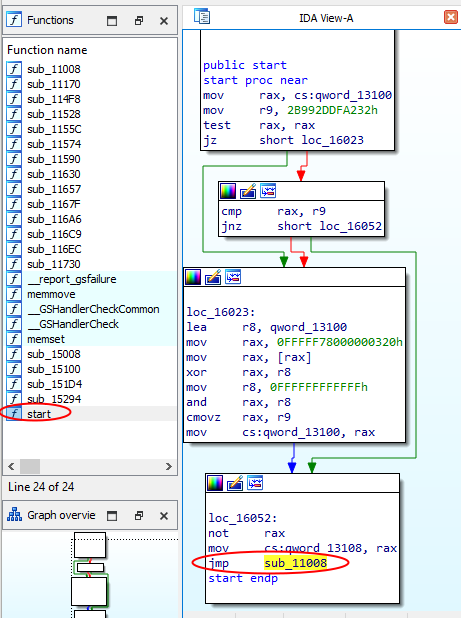 Functions
Function name
sub_11008
sub_11170
sub_114F8
sub_11528
sub_1155C
sub_11574
sub_11590
sub_11630
sub_11657
sub_1167F
sub_116A6
sub_116C9
sub_116EC
sub_11730
__report_gsfailure
memmove
__GSHandlerCheckCommon
__GSHandlerCheck
memset
sub_15008
sub_15100
sub_151D4
sub_15294
start
Line 24 of 24
Graph overvie
IDA View-A
public start
start proc near
mov rax, cs:qword_13100
mov r9, 2B992DDFA232h
test rax, rax
jz short loc_16023
cmp rax, r9
jnz short loc_16052
loc_16023:
lea r8, qword_13100
mov rax, 0FFFFF78000000320h
mov rax, [rax]
xor rax, r8
mov r8, 0FFFFFFFFFFFFh
and rax, r8
cmovz rax, r9
mov cs:qword_13100, rax
loc_16052:
not rax
mov cs:qword_13108, rax
jmp sub_11008
start endp